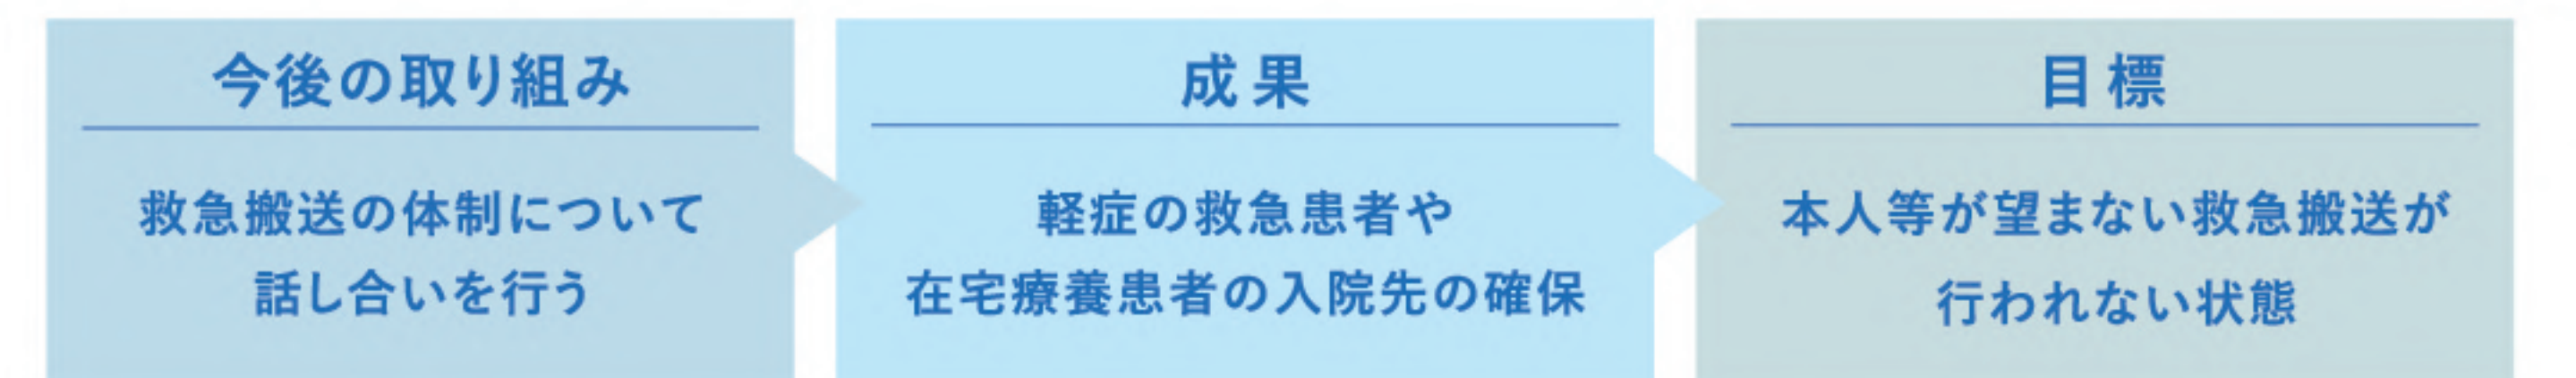 今後の取り組み
救急搬送の体制について
話し合いを行う
成果
軽症の救急患者や
在宅療養患者の入院先の確保
目標
本人等が望まない救急搬送が
行われない状態